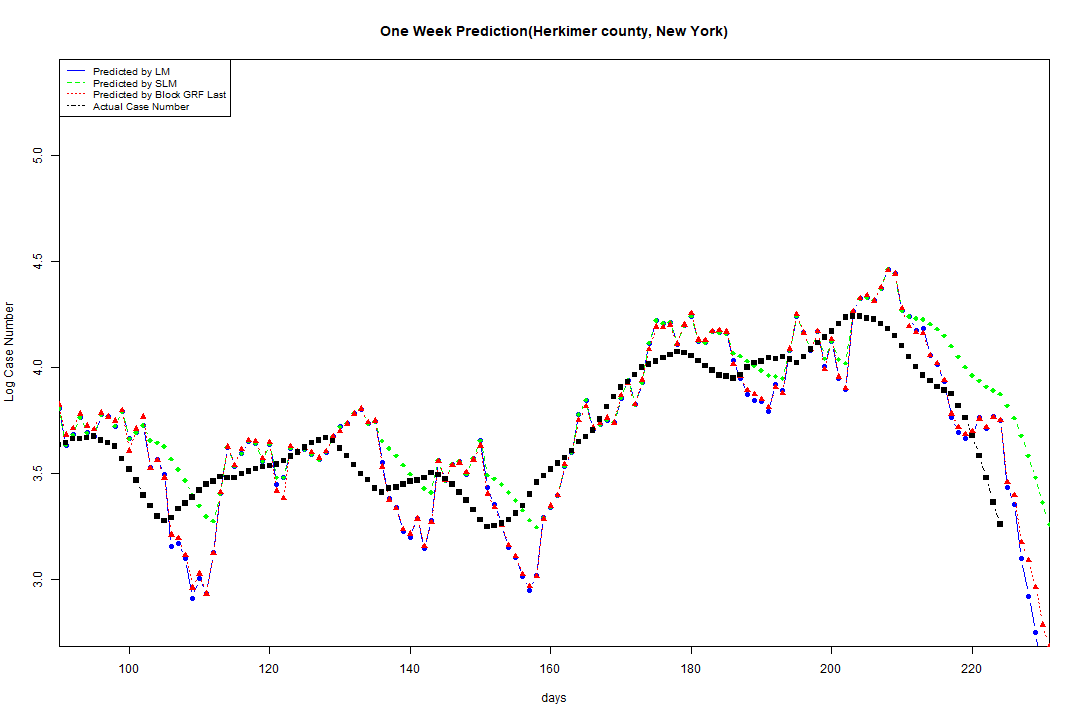 One Week Prediction(Herkimer county, New York)
Predicted by LM
Predicted by SLM
Predicted by Block GRF Last
Actual Case Number
5.0
4.5
4.0
3.5
3.0
Log Case Number
100 120 140 160 180 200 220
days